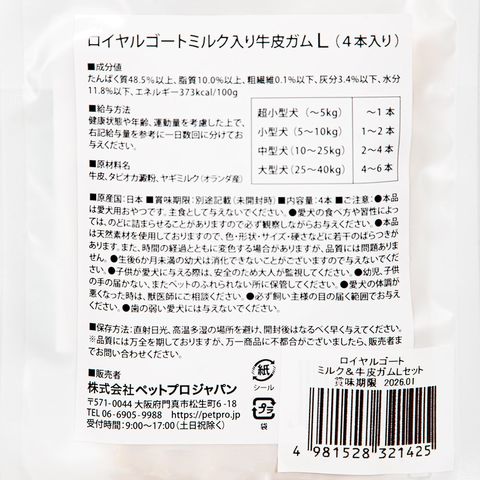 ロイヤルゴートミルク入り牛皮ガムL(4本入り)
■成分値
たんぱく質48.5%以上、脂質10.0%以上、粗繊維0.1%以下、灰分3.4%以下、水分
11.8%以下、エネルギー373kcal/100g
■給与方法
健康状態や年齢、運動量を考慮した上で、
右記給与量を参考に一日数回に分けてお
与えください。
超小型犬(～5kg) ～1本
小型犬(5～10kg) 1～2本
中型犬(10～25kg) 2～4本
大型犬(25～40kg) 4～6本
■原材料名
牛皮、タピオカ澱粉、ヤギミルク(オランダ産)
■原産国:日本 ■賞味期限:別途記載(未開封時) ■内容量:4本 ■ご注意:●本品
は愛犬用おやつです。主食として与えないでください。●愛犬の食べ方や習性によっ
ては、のどに詰まらせることがありますので必ず観察しながらお与えください。●本品
は天然素材を使用しており、色・形状・サイズ・硬さなどに若干のばらつきが
あります。また、時間の経過とともに変色する場合がありますが、品質には問題ありませ
ん。●生後6か月未満の幼犬は消化できないことがございますので与えないでくだ
さい。●子供が愛犬に与える際は、安全のため大人が監視してください。●幼児、子供
の手の届かない、またペットのふれられない所に保管してください。●愛犬の体調が
悪くなった時は、獣医師にご相談ください。●必ず飼い主様の目の届く範囲でお与え
ください。●歯の弱い愛犬には与えないでください。
■保存方法:直射日光、高温多湿の場所を避け、開封後はなるべく早く与えてください。
※品質には万全を期しておりますが、万一商品に不都合がございましたら、販売者ま
でお問い合わせください。
■販売者
株式会社ペットプロジャパン
〒571-0044 大阪府門真市松生町6-18
TEL 06-6905-9988 https://petpro.jp.com
受付時間:9:00～17:00(土日祝除く)
紙
シール
プラ
袋
ロイヤルゴート
ミルク&牛皮ガムLセット
賞味期限 2026.01
4 981528 321425